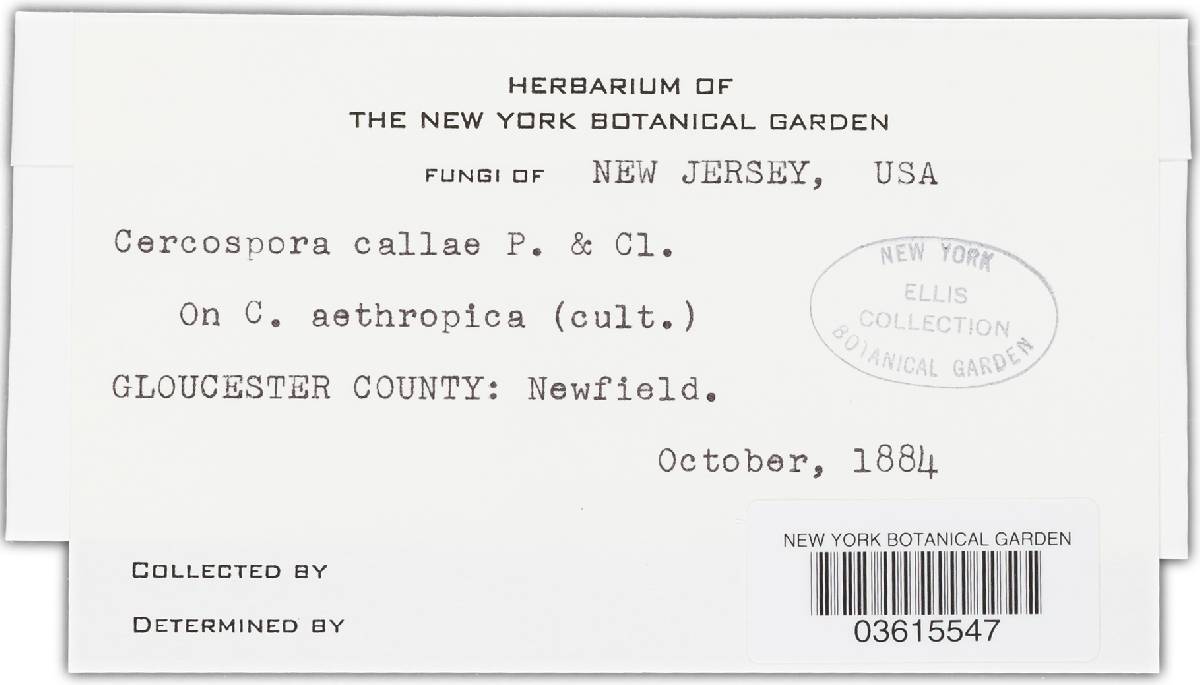 HERBARIUM OF
THE NEW YORK BOTANICAL GARDEN
FUNGI OF NEW JERSEY, USA
Cercospora callae P. & Cl.
On C. aethropica (cult.)
GLOUCESTER COUNTY: Newfield.
October, 1884
NEW YORK
ELLIS
COLLECTION
BOTANICAL GARDEN
COLLECTED BY
DETERMINED BY
NEW YORK BOTANICAL GARDEN
03615547